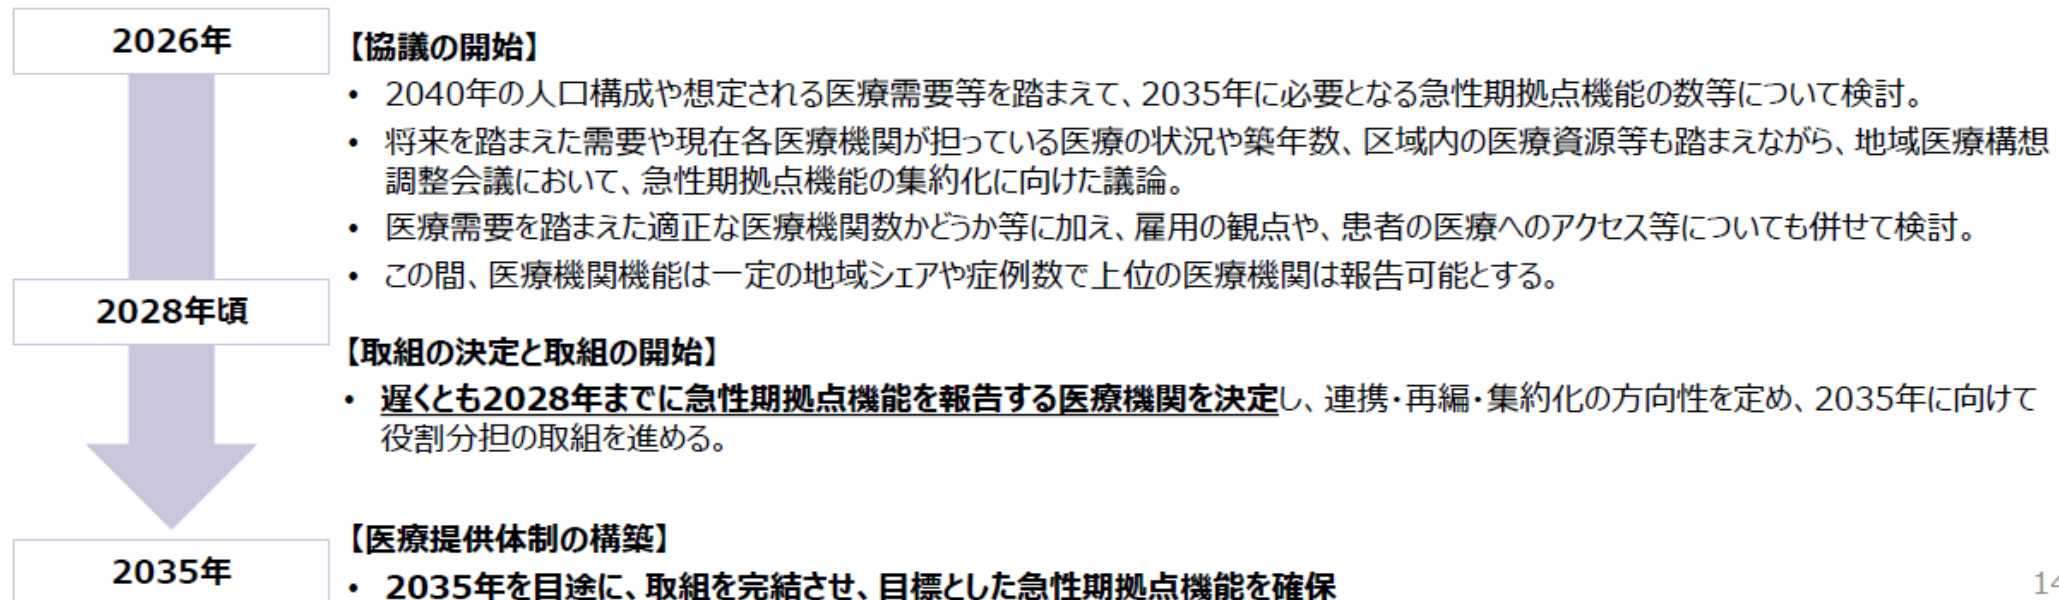 2026年
【協議の開始】
• 2040年の人口構成や想定される医療需要等を踏まえて、2035年に必要となる急性期拠点機能の数等について検討。
• 将来を踏まえた需要や現在各医療機関が担っている医療の状況や築年数、区域内の医療資源等も踏まえながら、地域医療構想
調整会議において、急性期拠点機能の集約化に向けた議論。
• 医療需要を踏まえた適正な医療機関数かどうか等に加え、雇用の観点や、患者の医療へのアクセス等についても併せて検討。
• この間、医療機関機能は一定の地域シェアや症例数で上位の医療機関は報告可能とする。
2028年頃
【取組の決定と取組の開始】
• 遅くとも2028年までに急性期拠点機能を報告する医療機関を決定し、連携・再編・集約化の方向性を定め、2035年に向けて
役割分担の取組を進める。
2035年
【医療提供体制の構築】
• 2035年を目途に、取組を完結させ、目標とした急性期拠点機能を確保
14